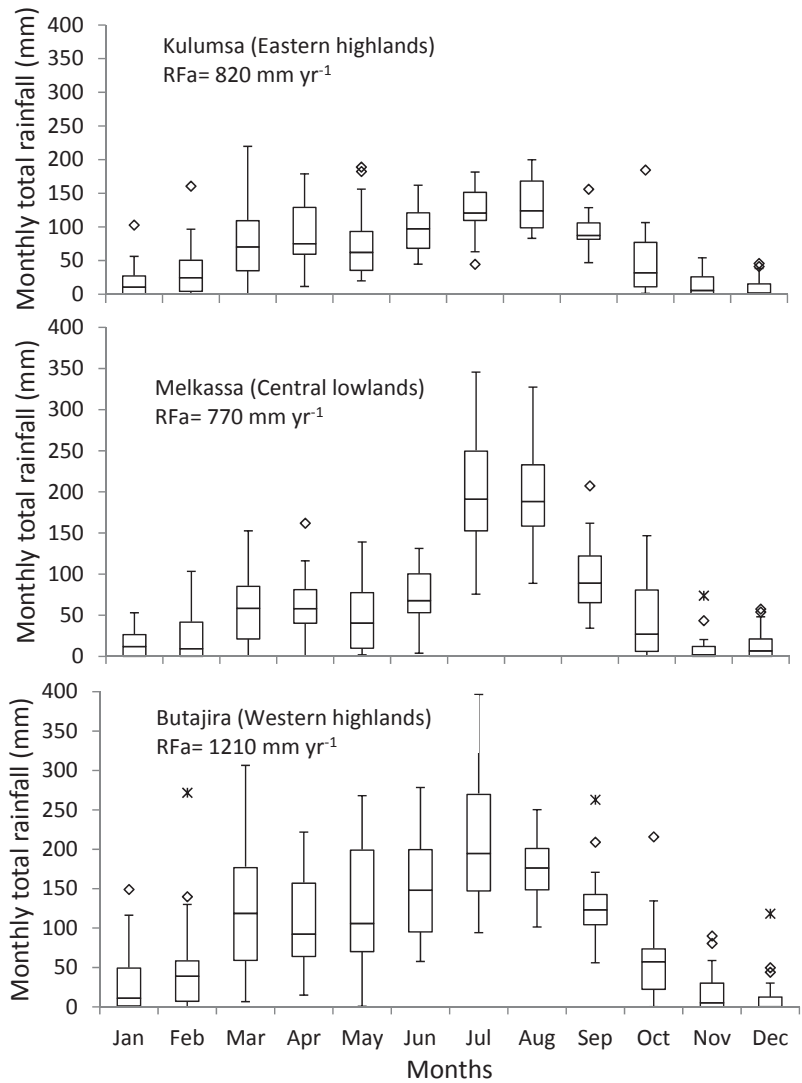 Monthly total rainfall (mm)
400
350
300
250
200
150
100
50
0
Kulumsa (Eastern highlands)
RFa= 820 mm yr-1
Monthly total rainfall (mm)
400
350
300
250
200
150
100
50
0
Melkassa (Central lowlands)
RFa= 770 mm yr-1
Monthly total rainfall (mm)
400
350
300
250
200
150
100
50
0
Butajira (Western highlands)
RFa= 1210 mm yr-1
Jan Feb Mar Apr May Jun Jul Aug Sep Oct Nov Dec
Months